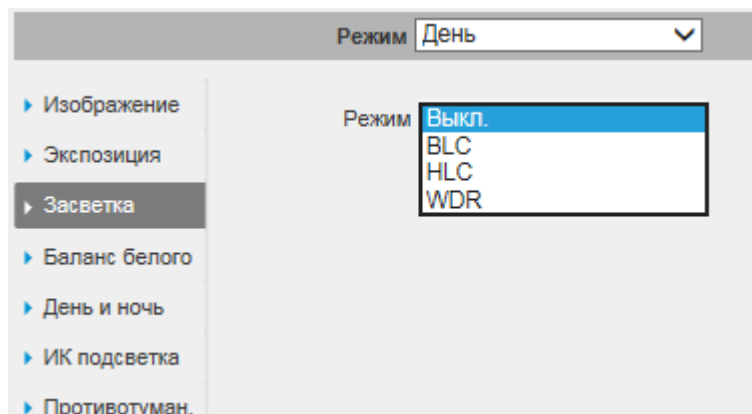 Режим День
Изображение
Режим Выкл.
BLC
Экспозиция
HLC
Засветка
WDR
Баланс белого
День и ночь
ИК подсветка
Противотуман.